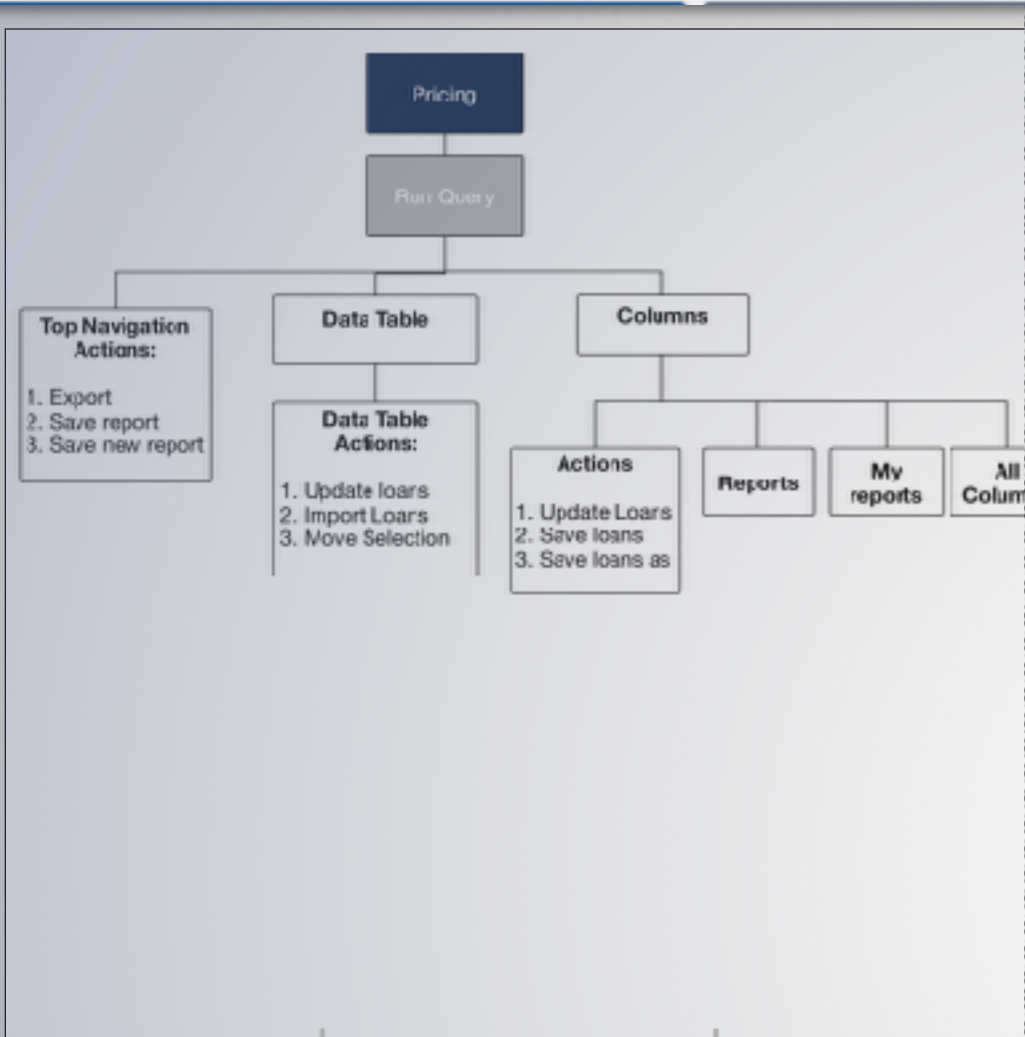 Pricing
Run Query
Top Navigation
Actions:
1. Export
2. Save report
3. Save new report
Data Table
Data Table
Actions:
1. Update loans
2. Import Loans
3. Move Selection
Columns
Actions
1. Update Loans
2. Save loans
3. Save loans as
Reports
My
reports
All
Colum